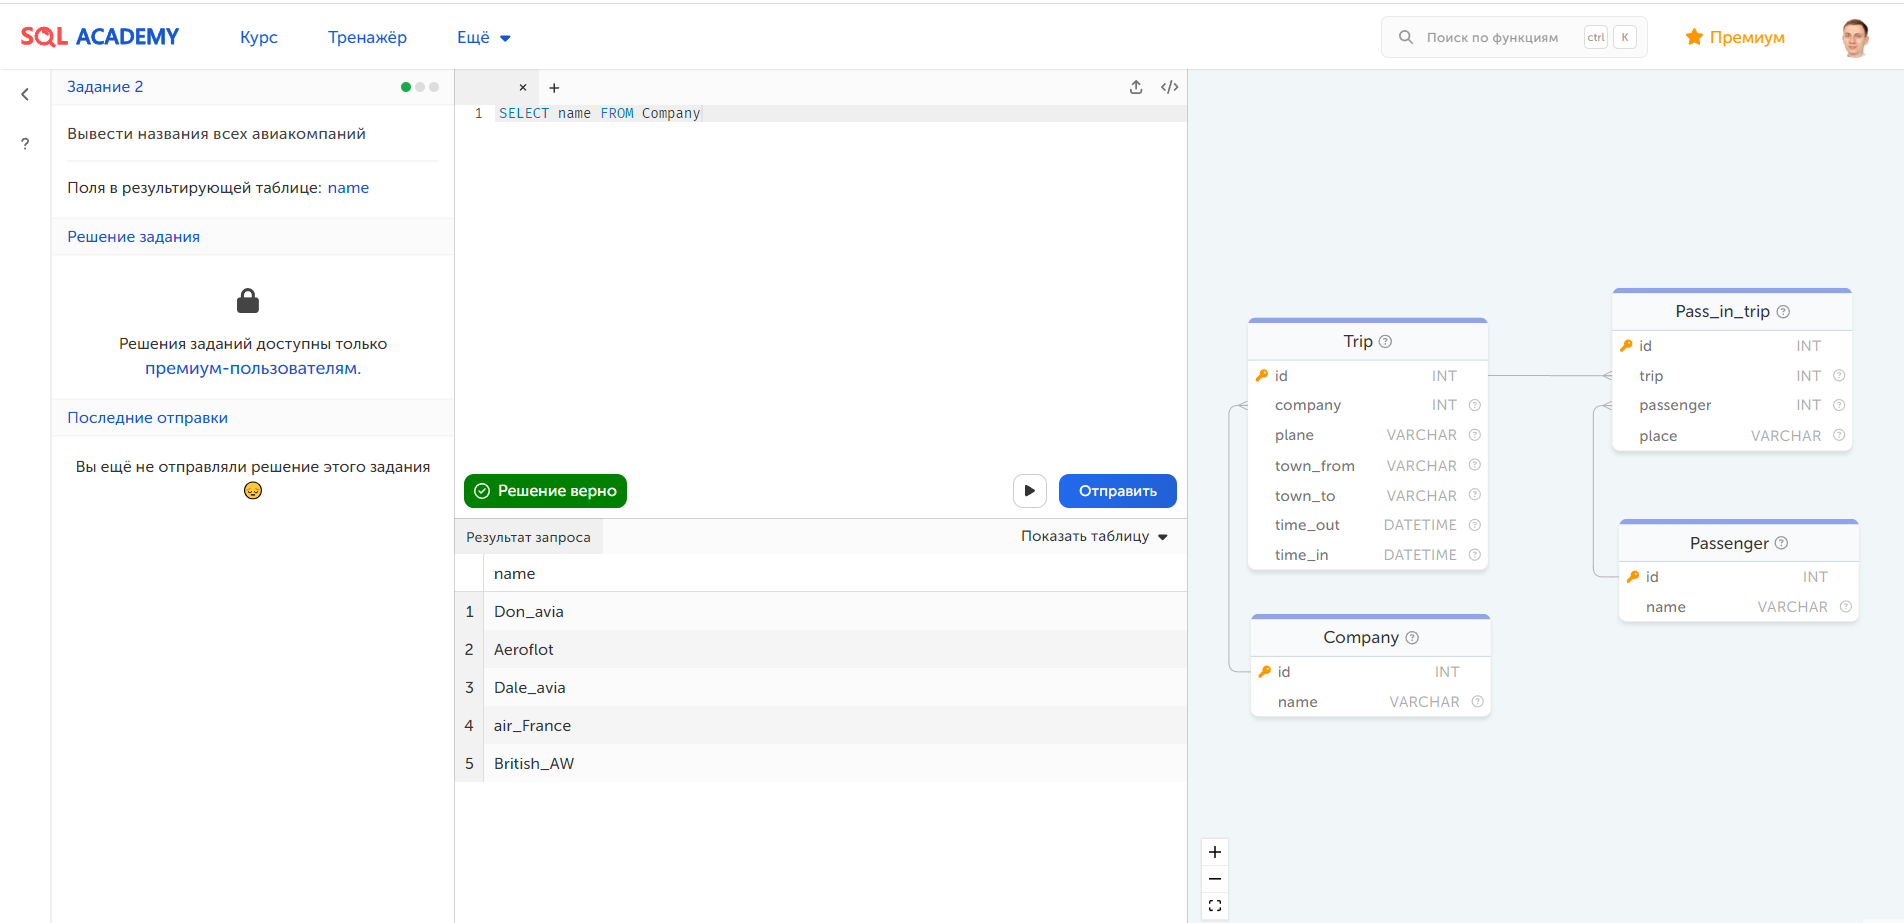 SQL ACADEMY
Курс
Тренажёр
Ещё
Поиск по функциям
ctrl
K
Премиум
Задание 2
?
Вывести названия всех авиакомпаний
Поля в результирующей таблице: name
Решение задания
Решения заданий доступны только
премиум-пользователям.
Последние отправки
Вы ещё не отправляли решение этого задания
× +
</>
1 SELECT name FROM Company
Решение верно
Отправить
Результат запроса
Показать таблицу
name
1 Don_avia
2 Aeroflot
3 Dale_avia
4 air_France
5 British_AW
Trip ?
id INT
company INT ?
plane VARCHAR ?
town_from VARCHAR ?
town_to VARCHAR ?
time_out DATETIME ?
time_in DATETIME ?
Company ?
id INT
name VARCHAR ?
Pass_in_trip ?
id INT
trip INT ?
passenger INT ?
place VARCHAR ?
Passenger ?
id INT
name VARCHAR ?
+
−